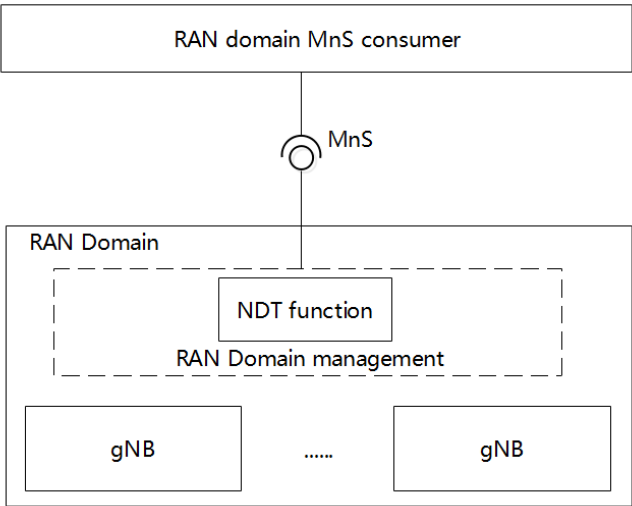 RAN domain MnS consumer
MnS
RAN Domain
NDT function
RAN Domain management
gNB
......
gNB